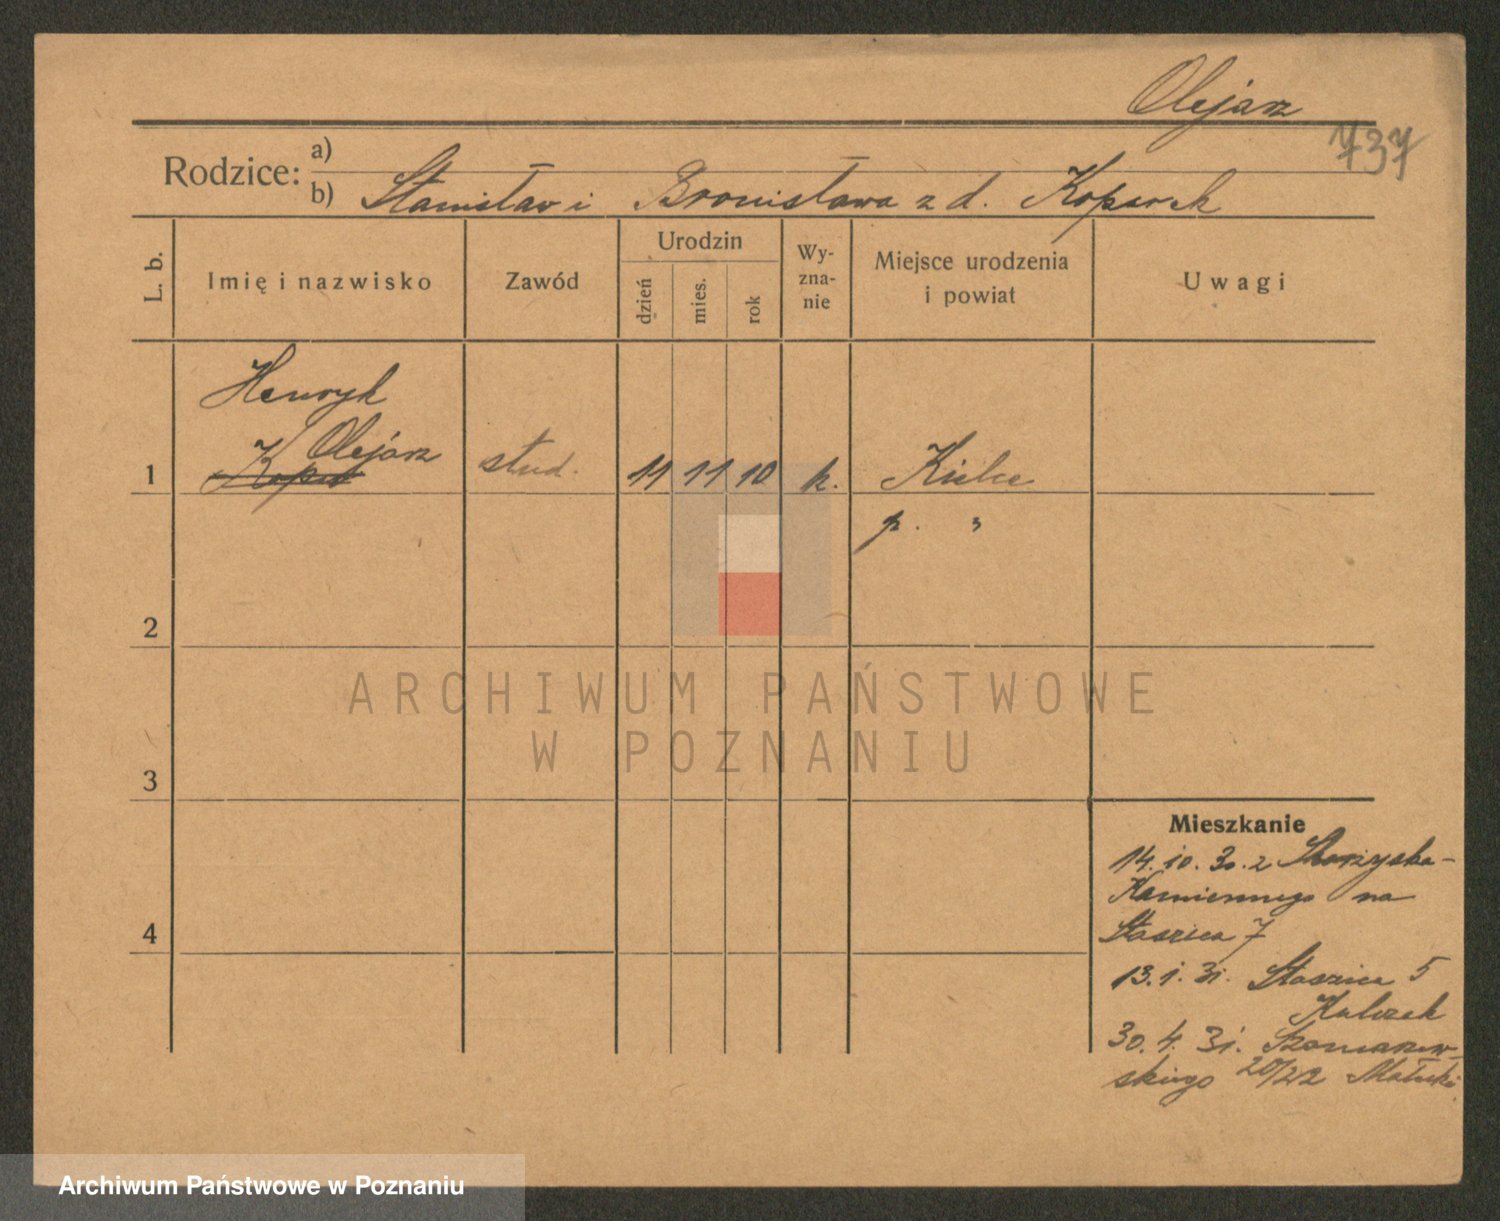 Olejarz
737
Rodzice: a)
b) Stanisław i Bronisława z d. Kopsrek
L. b.
Imię i nazwisko
Zawód
Urodzin
dzień
mies.
rok
Wy-
zna-
nie
Miejsce urodzenia
i powiat
Uwagi
Henryk
Olejarz
1 stud. 11 11 10 k. Kielce
p. "
2
3
4
Mieszkanie
14.10.30. z Skarżyska-
Kamiennego na
Staszica 7
13.1.31. Staszica 5
30.4.31. Szamarzew-
skiego 20/22
ARCHIWUM PAŃSTWOWE
W POZNANIU
Archiwum Państwowe w Poznaniu